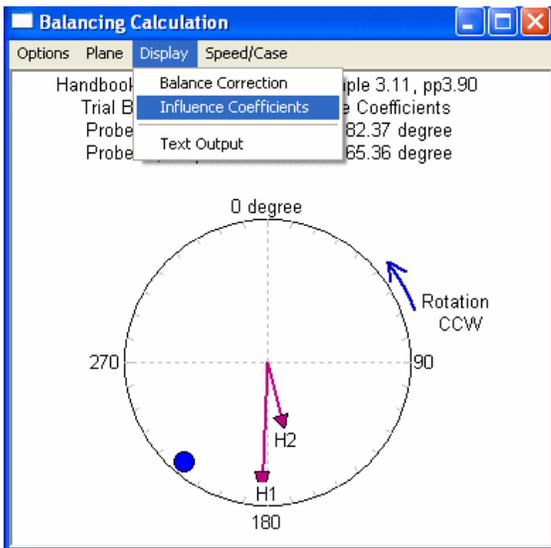 Balancing Calculation
Options Plane Display Speed/Case
Handbook ple 3.11, pp3.90
Balance Correction
Trial B e Coefficients
Influence Coefficients
Probe 82.37 degree
Probe 65.36 degree
Text Output
0 degree
Rotation
CCW
270 90
H2
H1
180